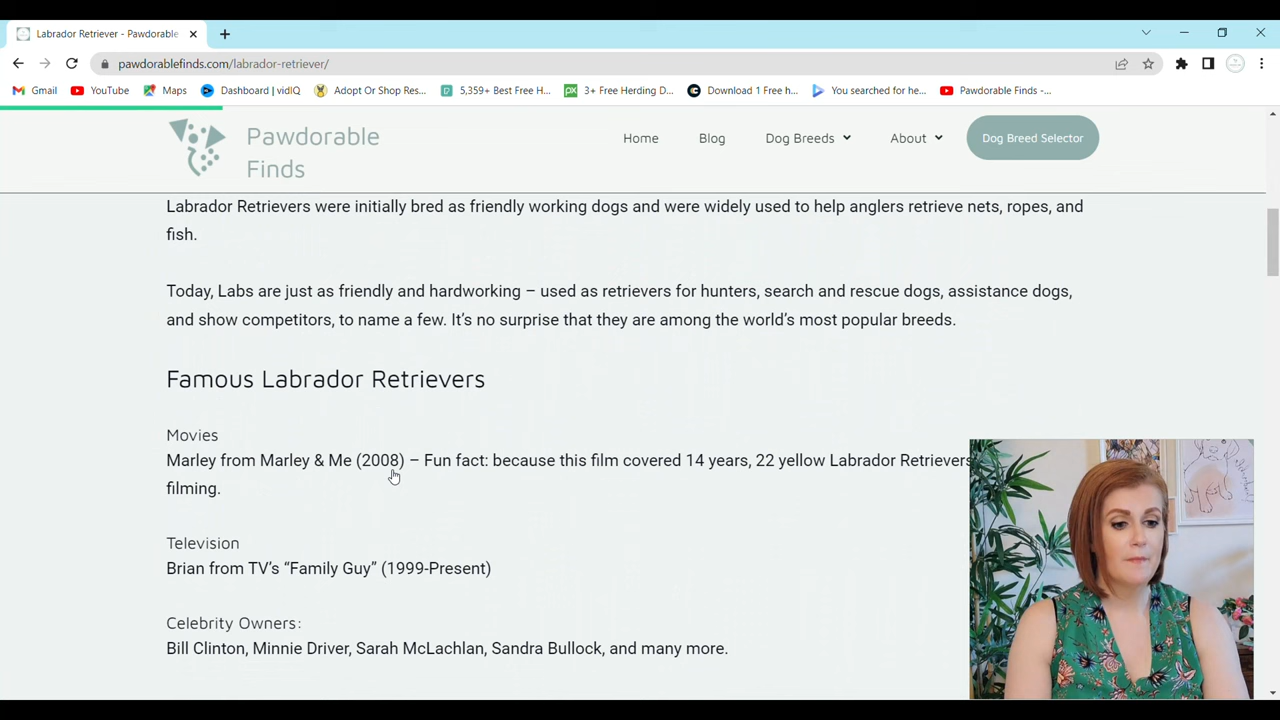 Labrador Retriever - Pawdorable
pawdorablefinds.com/labrador-retriever/
Gmail
YouTube
Maps
Dashboard | vidIQ
Adopt Or Shop Res...
5,359+ Best Free H...
3+ Free Herding D...
Download 1 Free h...
You searched for he...
Pawdorable Finds -...
Pawdorable
Finds
Home
Blog
Dog Breeds
About
Dog Breed Selector
Labrador Retrievers were initially bred as friendly working dogs and were widely used to help anglers retrieve nets, ropes, and
fish.
Today, Labs are just as friendly and hardworking – used as retrievers for hunters, search and rescue dogs, assistance dogs,
and show competitors, to name a few. It’s no surprise that they are among the world’s most popular breeds.
Famous Labrador Retrievers
Movies
Marley from Marley & Me (2008) – Fun fact: because this film covered 14 years, 22 yellow Labrador Retrievers
filming.
Television
Brian from TV’s “Family Guy” (1999-Present)
Celebrity Owners:
Bill Clinton, Minnie Driver, Sarah McLachlan, Sandra Bullock, and many more.